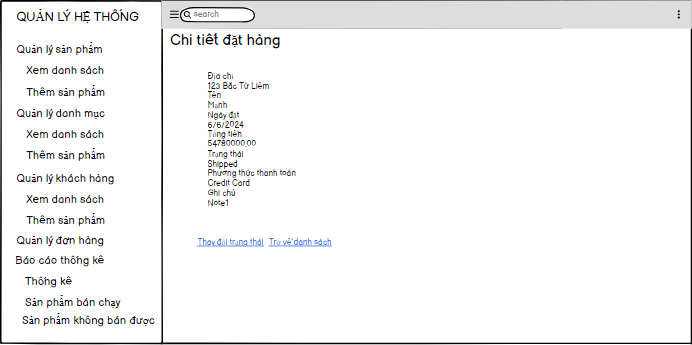 QUẢN LÝ HỆ THỐNG
Quản lý sản phẩm
Xem danh sách
Thêm sản phẩm
Quản lý danh mục
Xem danh sách
Thêm sản phẩm
Quản lý khách hàng
Xem danh sách
Thêm sản phẩm
Quản lý đơn hàng
Báo cáo thống kê
Thống kê
Sản phẩm bán chạy
Sản phẩm không bán được
search
Chi tiết đặt hàng
Địa chỉ
123 Bắc Từ Liêm
Tên
Mạnh
Ngày đặt
6/6/2024
Tổng tiền
54780000,00
Trạng thái
Shipped
Phương thức thanh toán
Credit Card
Ghi chú
Note1
Thay đổi trạng thái Trở về danh sách